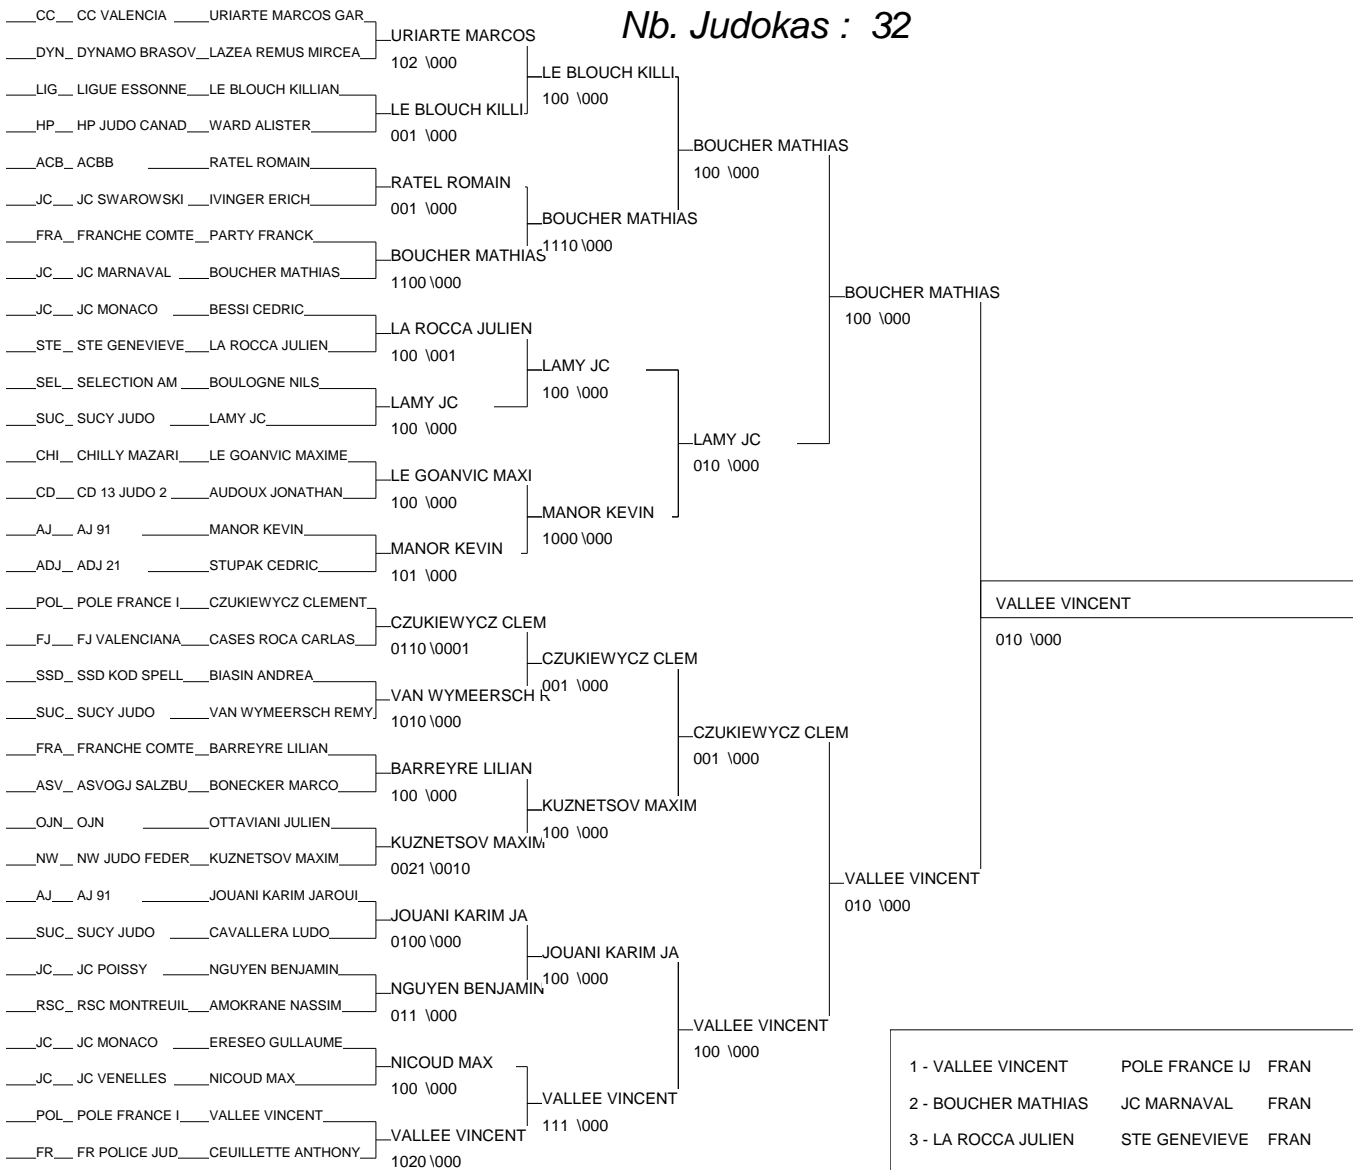 Nb. Judokas : 32
CC CC VALENCIA URIARTE MARCOS GAR
DYN DYNAMO BRASOV LAZEA REMUS MIRCEA
LIG LIGUE ESSONNE LE BLOUCH KILLIAN
HP HP JUDO CANAD WARD ALISTER
ACB ACBB RATEL ROMAIN
JC JC SWAROWSKI IVINGER ERICH
FRA FRANCHE COMTE PARTY FRANCK
JC JC MARNAVAL BOUCHER MATHIAS
JC JC MONACO BESSI CEDRIC
STE STE GENEVIEVE LA ROCCA JULIEN
SEL SELECTION AM BOULOGNE NILS
SUC SUCY JUDO LAMY JC
CHI CHILLY MAZARI LE GOANVIC MAXIME
CD CD 13 JUDO 2 AUDOUX JONATHAN
AJ AJ 91 MANOR KEVIN
ADJ ADJ 21 STUPAK CEDRIC
POL POLE FRANCE I CZUKIEWYCZ CLEMENT
FJ FJ VALENCIANA CASES ROCA CARLAS
SSD SSD KOD SPELL BIASIN ANDREA
SUC SUCY JUDO VAN WYMEERSCH REMY
FRA FRANCHE COMTE BARREYRE LILIAN
ASV ASVOGJ SALZBU BONECKER MARCO
OJN OJN OTTAVIANI JULIEN
NW NW JUDO FEDER KUZNETSOV MAXIM
AJ AJ 91 JOUANI KARIM JAROUI
SUC SUCY JUDO CAVALLERA LUDO
JC JC POISSY NGUYEN BENJAMIN
RSC RSC MONTREUIL AMOKRANE NASSIM
JC JC MONACO ERESEO GULLAUME
JC JC VENELLES NICOUD MAX
POL POLE FRANCE I VALLEE VINCENT
FR FR POLICE JUD CEUILLETTE ANTHONY
URIARTE MARCOS
102 \000
LE BLOUCH KILLI
001 \000
RATEL ROMAIN
001 \000
BOUCHER MATHIAS
1100 \000
LA ROCCA JULIEN
100 \001
LAMY JC
100 \000
LE GOANVIC MAXI
100 \000
MANOR KEVIN
101 \000
CZUKIEWYCZ CLEM
0110 \0001
VAN WYMEERSCH R
1010 \000
BARREYRE LILIAN
100 \000
KUZNETSOV MAXIM
0021 \0010
JOUANI KARIM JA
0100 \000
NGUYEN BENJAMIN
011 \000
NICOUD MAX
100 \000
VALLEE VINCENT
1020 \000
LE BLOUCH KILLI
100 \000
BOUCHER MATHIAS
1110 \000
LAMY JC
100 \000
MANOR KEVIN
1000 \000
CZUKIEWYCZ CLEM
001 \000
KUZNETSOV MAXIM
100 \000
JOUANI KARIM JA
100 \000
VALLEE VINCENT
111 \000
BOUCHER MATHIAS
100 \000
LAMY JC
010 \000
CZUKIEWYCZ CLEM
001 \000
VALLEE VINCENT
100 \000
BOUCHER MATHIAS
100 \000
VALLEE VINCENT
010 \000
VALLEE VINCENT
010 \000
1 - VALLEE VINCENT POLE FRANCE IJ FRAN
2 - BOUCHER MATHIAS JC MARNAVAL FRAN
3 - LA ROCCA JULIEN STE GENEVIEVE FRAN